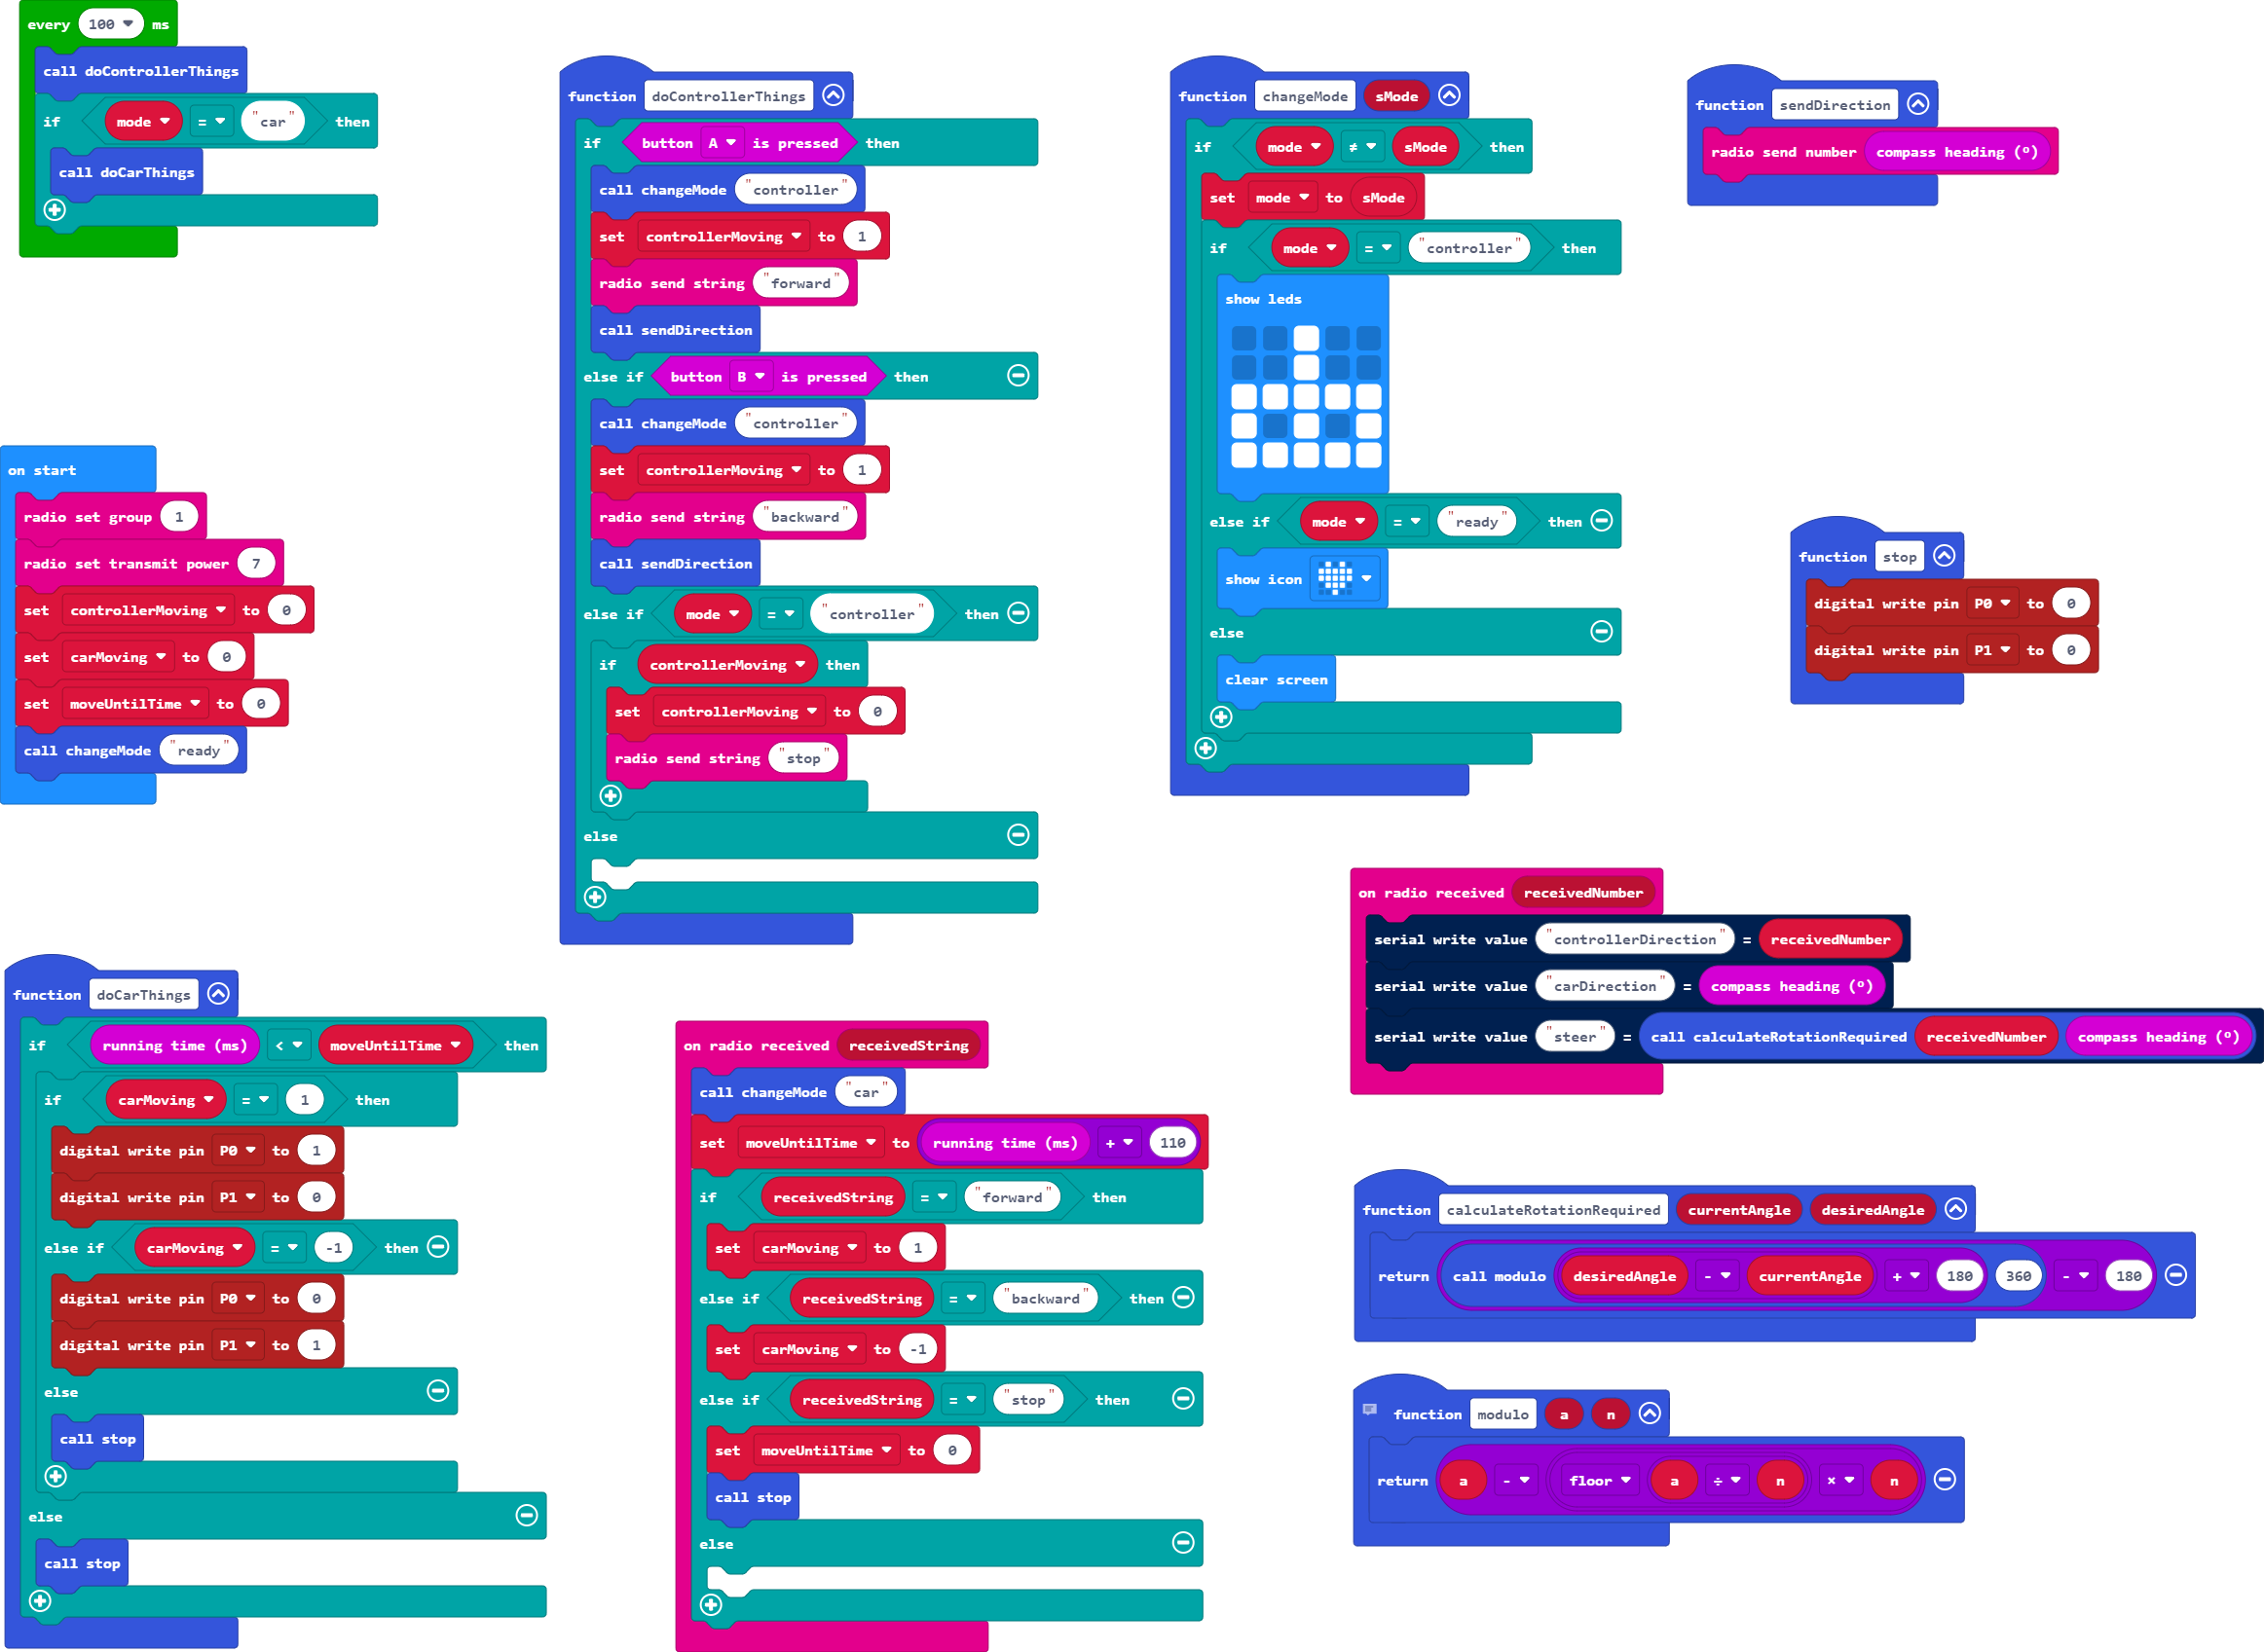 every 100 ms
call doControllerThings
if mode = "car" then
call doCarThings
on start
radio set group 1
radio set transmit power 7
set controllerMoving to 0
set carMoving to 0
set moveUntilTime to 0
call changeMode "ready"
function doControllerThings
if button A is pressed then
call changeMode "controller"
set controllerMoving to 1
radio send string "forward"
call sendDirection
else if button B is pressed then
call changeMode "controller"
set controllerMoving to 1
radio send string "backward"
call sendDirection
else if mode = "controller" then
if controllerMoving then
set controllerMoving to 0
radio send string "stop"
else
function changeMode sMode
if mode ≠ sMode then
set mode to sMode
if mode = "controller" then
show leds
else if mode = "ready" then
show icon
else
clear screen
function sendDirection
radio send number compass heading (º)
function stop
digital write pin P0 to 0
digital write pin P1 to 0
function doCarThings
if running time (ms) < moveUntilTime then
if carMoving = 1 then
digital write pin P0 to 1
digital write pin P1 to 0
else if carMoving = -1 then
digital write pin P0 to 0
digital write pin P1 to 1
else
call stop
else
call stop
on radio received receivedString
call changeMode "car"
set moveUntilTime to running time (ms) + 110
if receivedString = "forward" then
set carMoving to 1
else if receivedString = "backward" then
set carMoving to -1
else if receivedString = "stop" then
set moveUntilTime to 0
call stop
else
on radio received receivedNumber
serial write value "controllerDirection" = receivedNumber
serial write value "carDirection" = compass heading (º)
serial write value "steer" = call calculateRotationRequired receivedNumber compass heading (º)
function calculateRotationRequired currentAngle desiredAngle
return call modulo desiredAngle - currentAngle + 180 360 - 180
function modulo a n
return a - floor a ÷ n × n